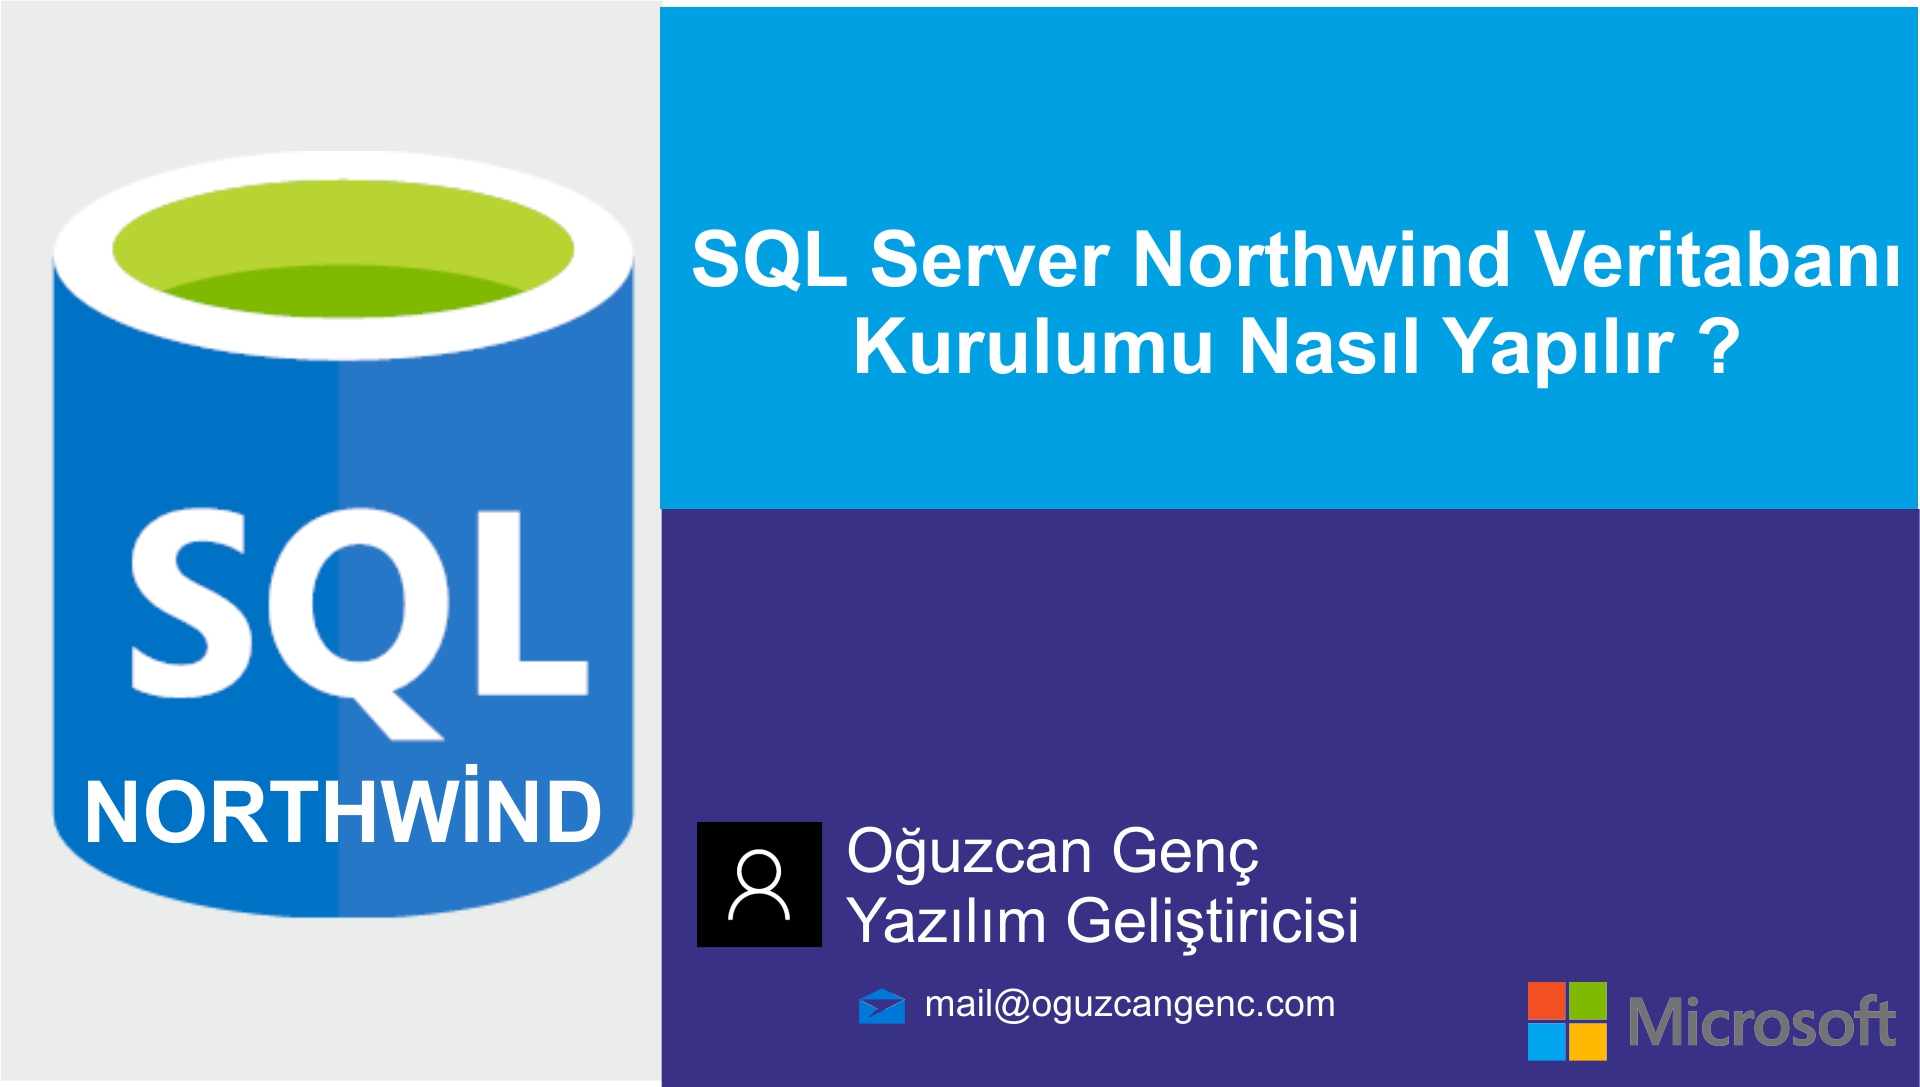 SQL
NORTHWİND
SQL Server Northwind Veritabanı
Kurulumu Nasıl Yapılır ?
Oğuzcan Genç
Yazılım Geliştiricisi
mail@oguzcangenc.com
Microsoft